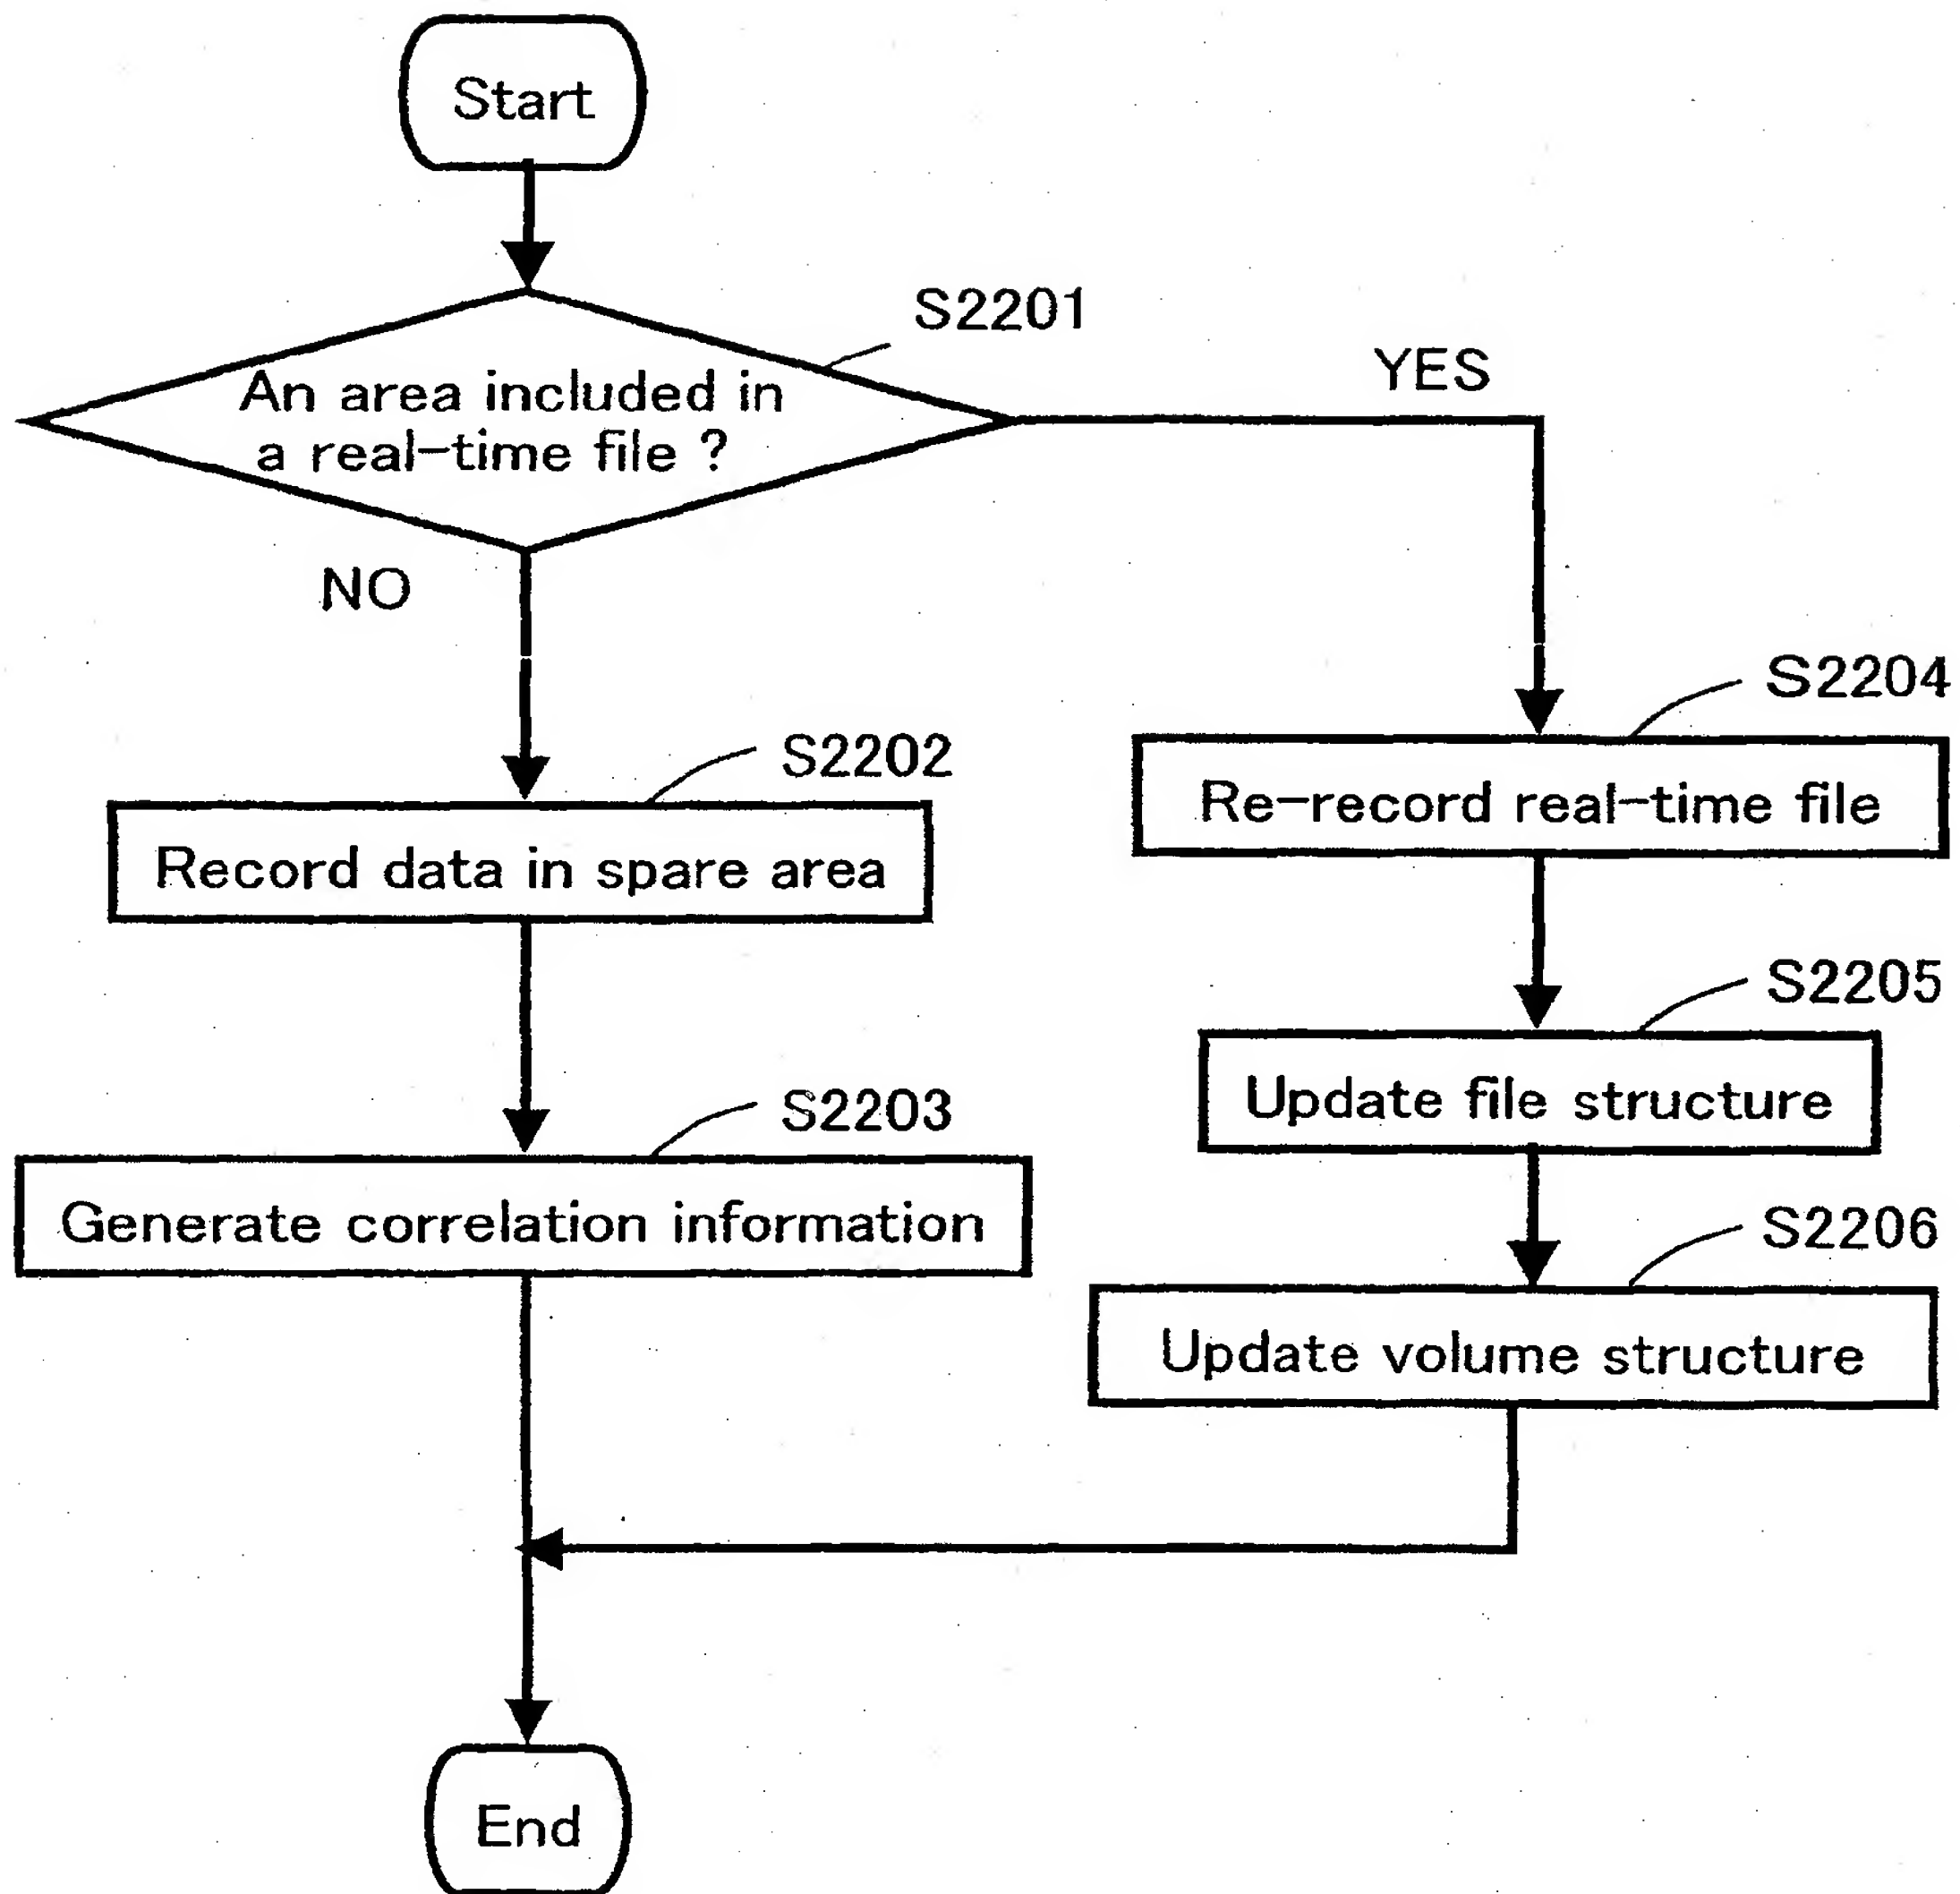 Start
S2201
An area included in
a real-time file ?
YES
NO
S2204
Re-record real-time file
S2202
Record data in spare area
S2205
Update file structure
S2203
Generate correlation information
S2206
Update volume structure
End